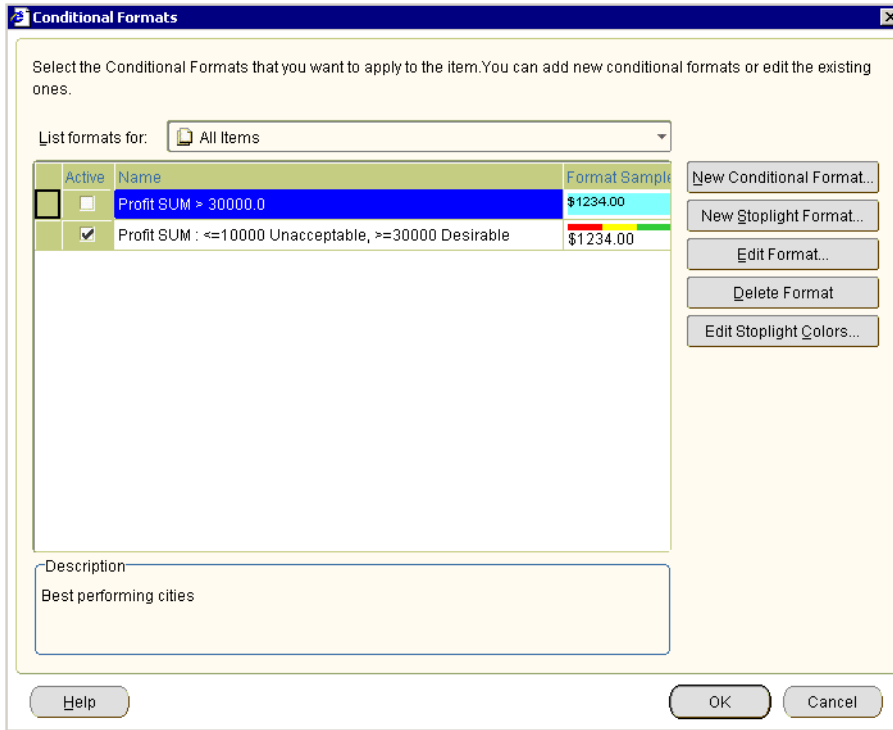 Conditional Formats
Select the Conditional Formats that you want to apply to the item.You can add new conditional formats or edit the existing
ones.
List formats for: All Items
Active Name Format Sample
Profit SUM > 30000.0 $1234.00
Profit SUM : <=10000 Unacceptable, >=30000 Desirable $1234.00
New Conditional Format...
New Stoplight Format...
Edit Format...
Delete Format
Edit Stoplight Colors...
Description
Best performing cities
Help OK Cancel